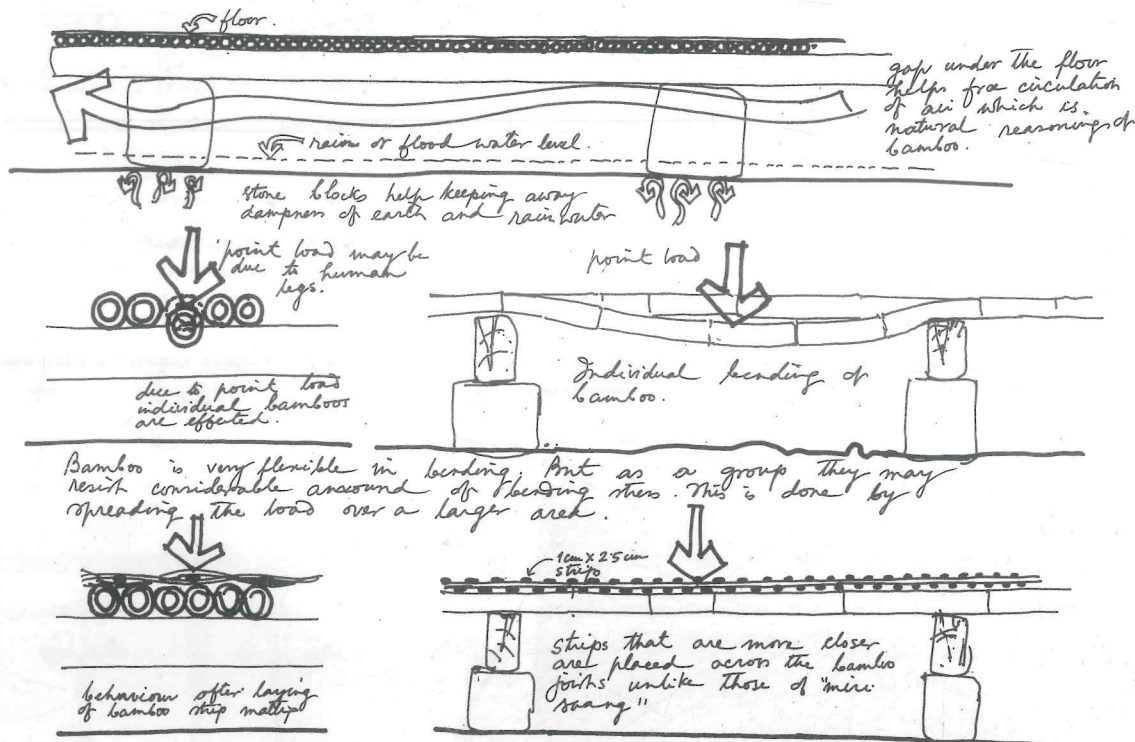 floor.
gap under the floor
helps free circulation
of air which is
natural reasonings of
bamboo.
rain or flood water level.
stone blocks help keeping away
dampness of earth and rainwater
point load may be
due to human
legs.
point load
due to point load
individual bamboos
are effected.
Individual bending of
bamboo.
Bamboo is very flexible in bending. But as a group they may
resist considerable of bending stress. This is done by
spreading the load over a larger area.
1cm x 2.5cm
strips
strips that are more closer
are placed across the bamboo
joists unlike those of "
behaviour after laying
of bamboo strip